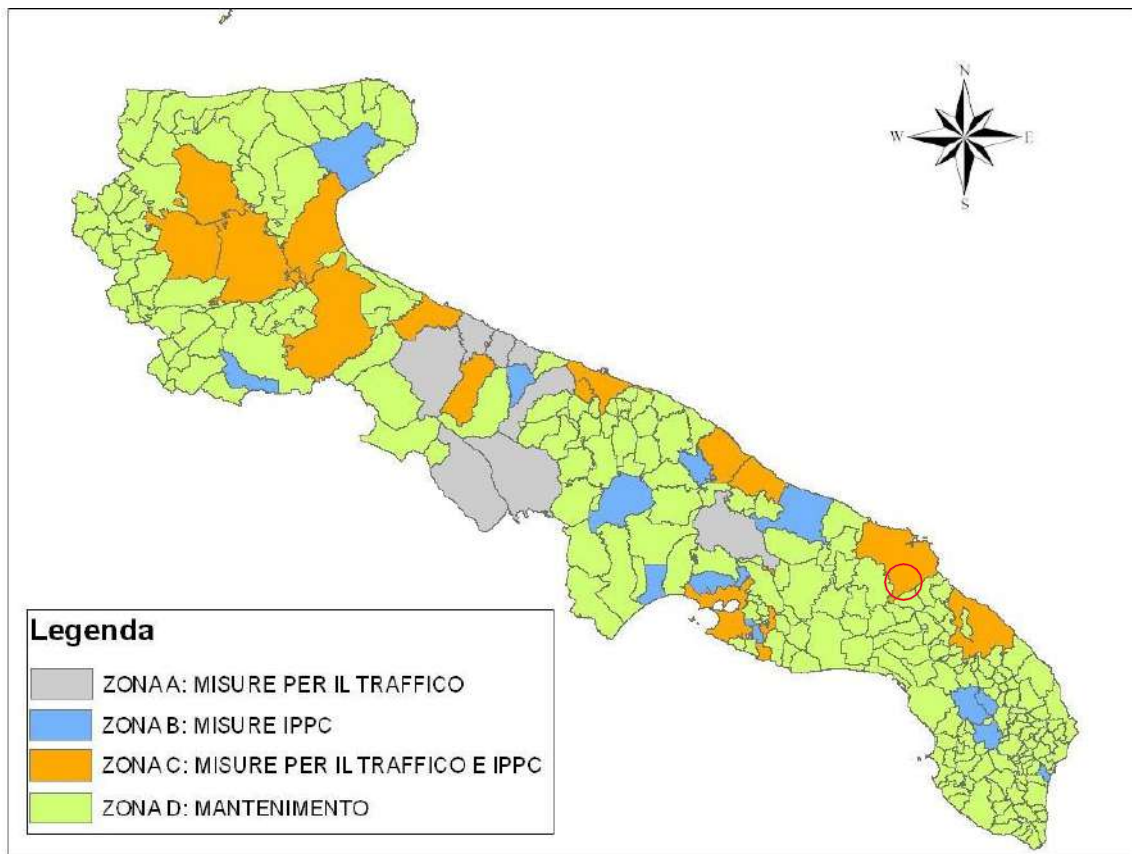 N
W E
S
Legenda
ZONA A: MISURE PER IL TRAFFICO
ZONA B: MISURE IPPC
ZONA C: MISURE PER IL TRAFFICO E IPPC
ZONA D: MANTENIMENTO